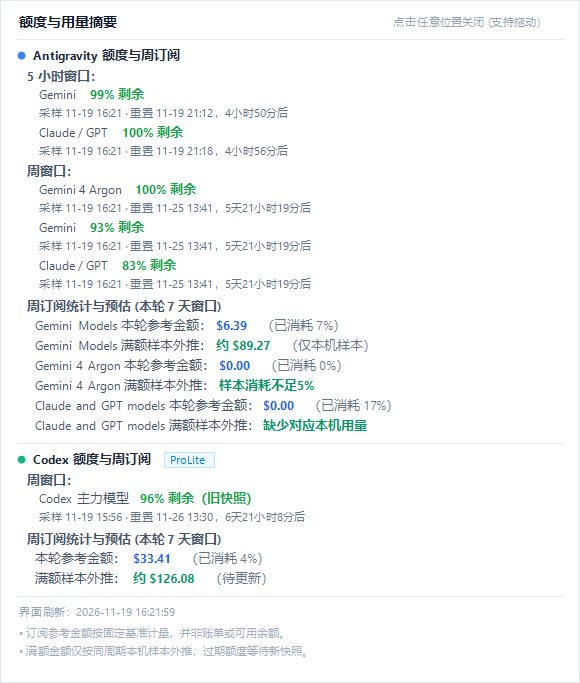 额度与用量摘要
点击任意位置关闭 (支持拖动)
Antigravity 额度与周订阅
5 小时窗口：
Gemini 99% 剩余
采样 11-19 16:21 · 重置 11-19 21:12，4小时50分后
Claude / GPT 100% 剩余
采样 11-19 16:21 · 重置 11-19 21:18，4小时56分后
周窗口：
Gemini 4 Argon 100% 剩余
采样 11-19 16:21 · 重置 11-25 13:41，5天21小时19分后
Gemini 93% 剩余
采样 11-19 16:21 · 重置 11-25 13:41，5天21小时19分后
Claude / GPT 83% 剩余
采样 11-19 16:21 · 重置 11-25 13:41，5天21小时19分后
周订阅统计与预估 (本轮 7 天窗口)
Gemini Models 本轮参考金额： $6.39 （已消耗 7%）
Gemini Models 满额样本外推： 约 $89.27 （仅本机样本）
Gemini 4 Argon 本轮参考金额： $0.00 （已消耗 0%）
Gemini 4 Argon 满额样本外推： 样本消耗不足5%
Claude and GPT models 本轮参考金额： $0.00 （已消耗 17%）
Claude and GPT models 满额样本外推： 缺少对应本机用量
Codex 额度与周订阅 ProLite
周窗口：
Codex 主力模型 96% 剩余（旧快照）
采样 11-19 15:56 · 重置 11-26 13:30，6天21小时8分后
周订阅统计与预估 (本轮 7 天窗口)
本轮参考金额： $33.41 （已消耗 4%）
满额样本外推： 约 $126.08 （待更新）
界面刷新：2026-11-19 16:21:59
• 订阅参考金额按固定基准计量，并非账单或可用余额。
• 满额金额仅按同周期本机样本外推；过期额度等待新快照。